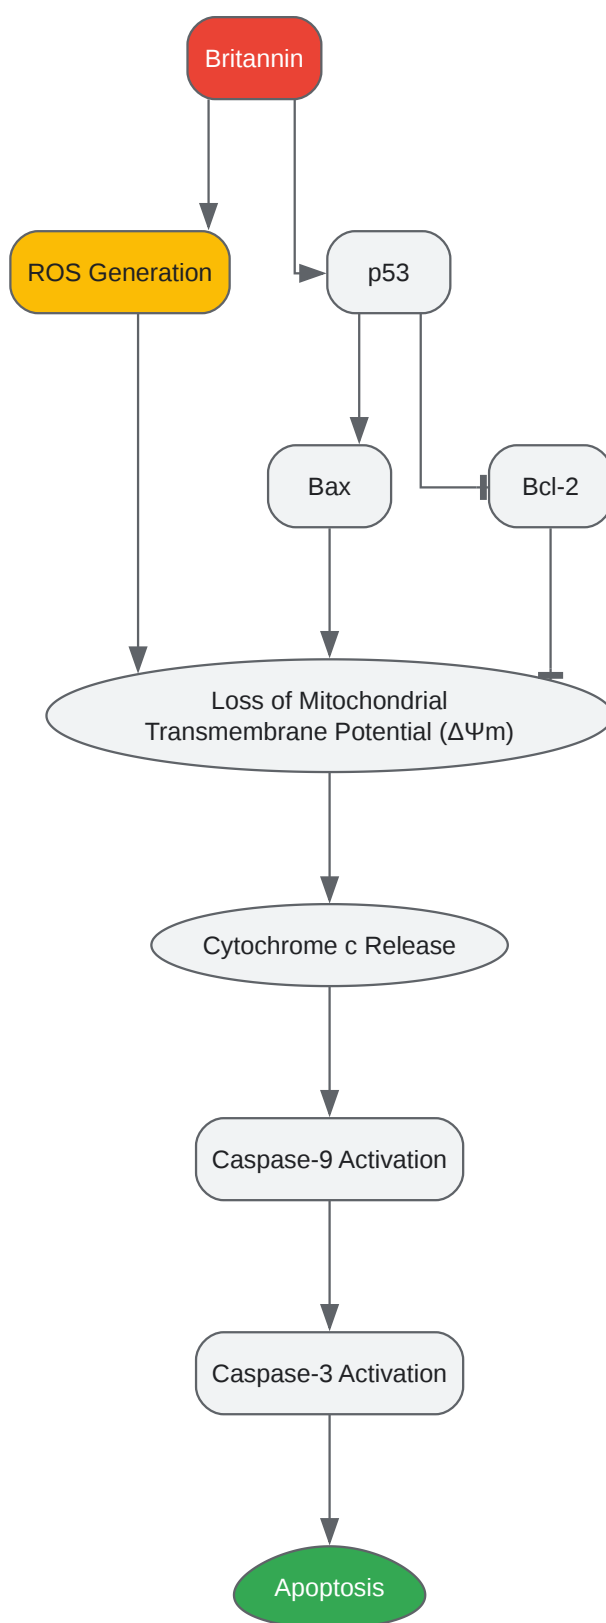 Britannin
ROS Generation
p53
Bax
Bcl-2
Loss of Mitochondrial
Transmembrane Potential (ΔΨm)
Cytochrome c Release
Caspase-9 Activation
Caspase-3 Activation
Apoptosis